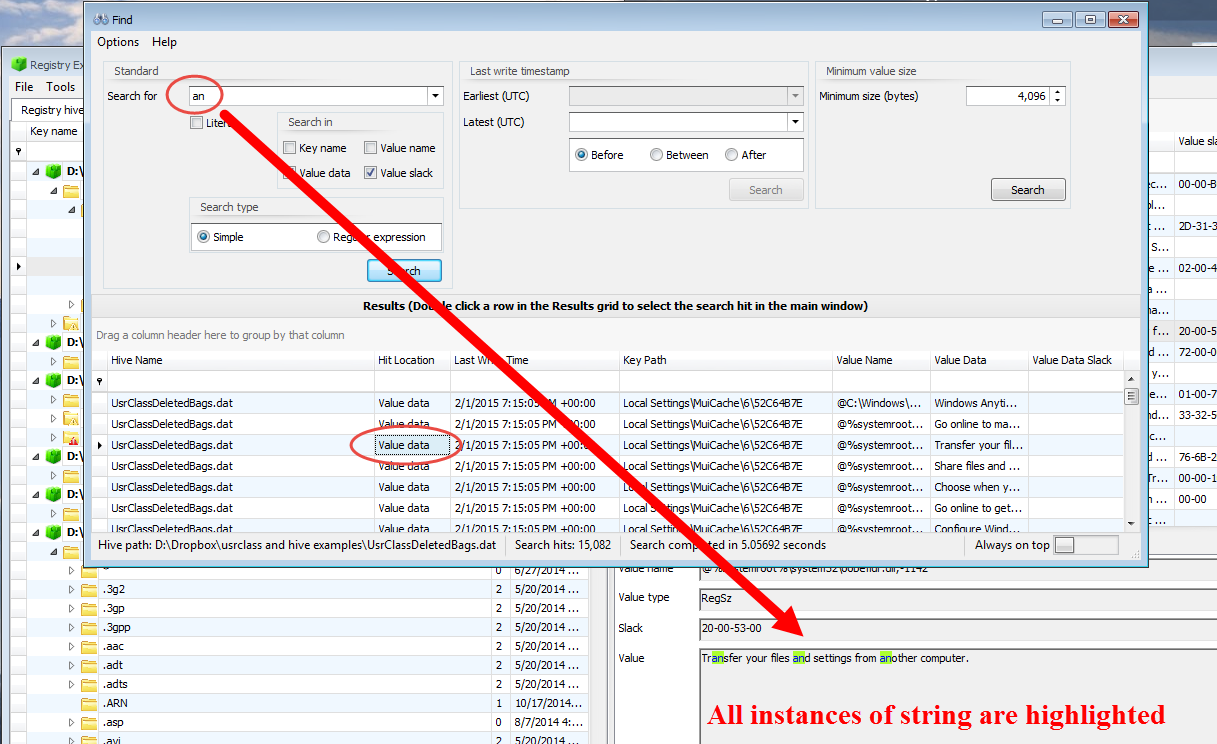 Find
Options Help
Registry
File Tools
Registry hive
Key name
Standard
Search for an
Search in
Key name Value name
Value data Value slack
Search type
Simple
expression
Last write timestamp
Earliest (UTC)
Latest (UTC)
Before Between After
Search
Minimum value size
Minimum size (bytes) 4,096
Search
Results (Double click a row in the Results grid to select the search hit in the main window)
Drag a column header here to group by that column
Hive Name Hit Location Last Write Time Key Path Value Name Value Data Value Data Slack
UsrClassDeletedBags.dat Value data 2/1/2015 7:15:05 PM +00:00 Local Settings\MuiCache\6\52C64B7E @C:\Windows\... Windows Anyti...
UsrClassDeletedBags.dat Value data 2/1/2015 7:15:05 PM +00:00 Local Settings\MuiCache\6\52C64B7E @%systemroot... Go online to ma...
UsrClassDeletedBags.dat Value data 2/1/2015 7:15:05 PM +00:00 Local Settings\MuiCache\6\52C64B7E @%systemroot... Transfer your fil...
UsrClassDeletedBags.dat Value data 2/1/2015 7:15:05 PM +00:00 Local Settings\MuiCache\6\52C64B7E @%systemroot... Share files and ...
UsrClassDeletedBags.dat Value data 2/1/2015 7:15:05 PM +00:00 Local Settings\MuiCache\6\52C64B7E @%systemroot... Choose when y...
UsrClassDeletedBags.dat Value data 2/1/2015 7:15:05 PM +00:00 Local Settings\MuiCache\6\52C64B7E @%systemroot... Go online to get...
UsrClassDeletedBags.dat Value data 2/1/2015 7:15:05 PM +00:00 Local Settings\MuiCache\6\52C64B7E @%systemroot... Configure Wind...
Hive path: D:\Dropbox\usrclass and hive examples\UsrClassDeletedBags.dat Search hits: 15,082 Search completed in 5.05692 seconds Always on top
D:\
D:\
D:\
D:\
D:\
D:\
0 6/27/2014 ...
.3g2 2 5/20/2014 ...
.3gp 2 5/20/2014 ...
.3gpp 2 5/20/2014 ...
.aac 2 5/20/2014 ...
.adt 2 5/20/2014 ...
.adts 2 5/20/2014 ...
.ARN 1 10/17/2014...
.asp 0 8/7/2014 4:...
.avi 2 5/20/2014 ...
00-00-B
2D-31-3
02-00-4
20-00-5
72-00-0
01-00-7
33-32-5
76-6B-2
00-00-1
00-00
Value name
Value type RegSz
Slack 20-00-53-00
Value Transfer your files and settings from another computer.
All instances of string are highlighted